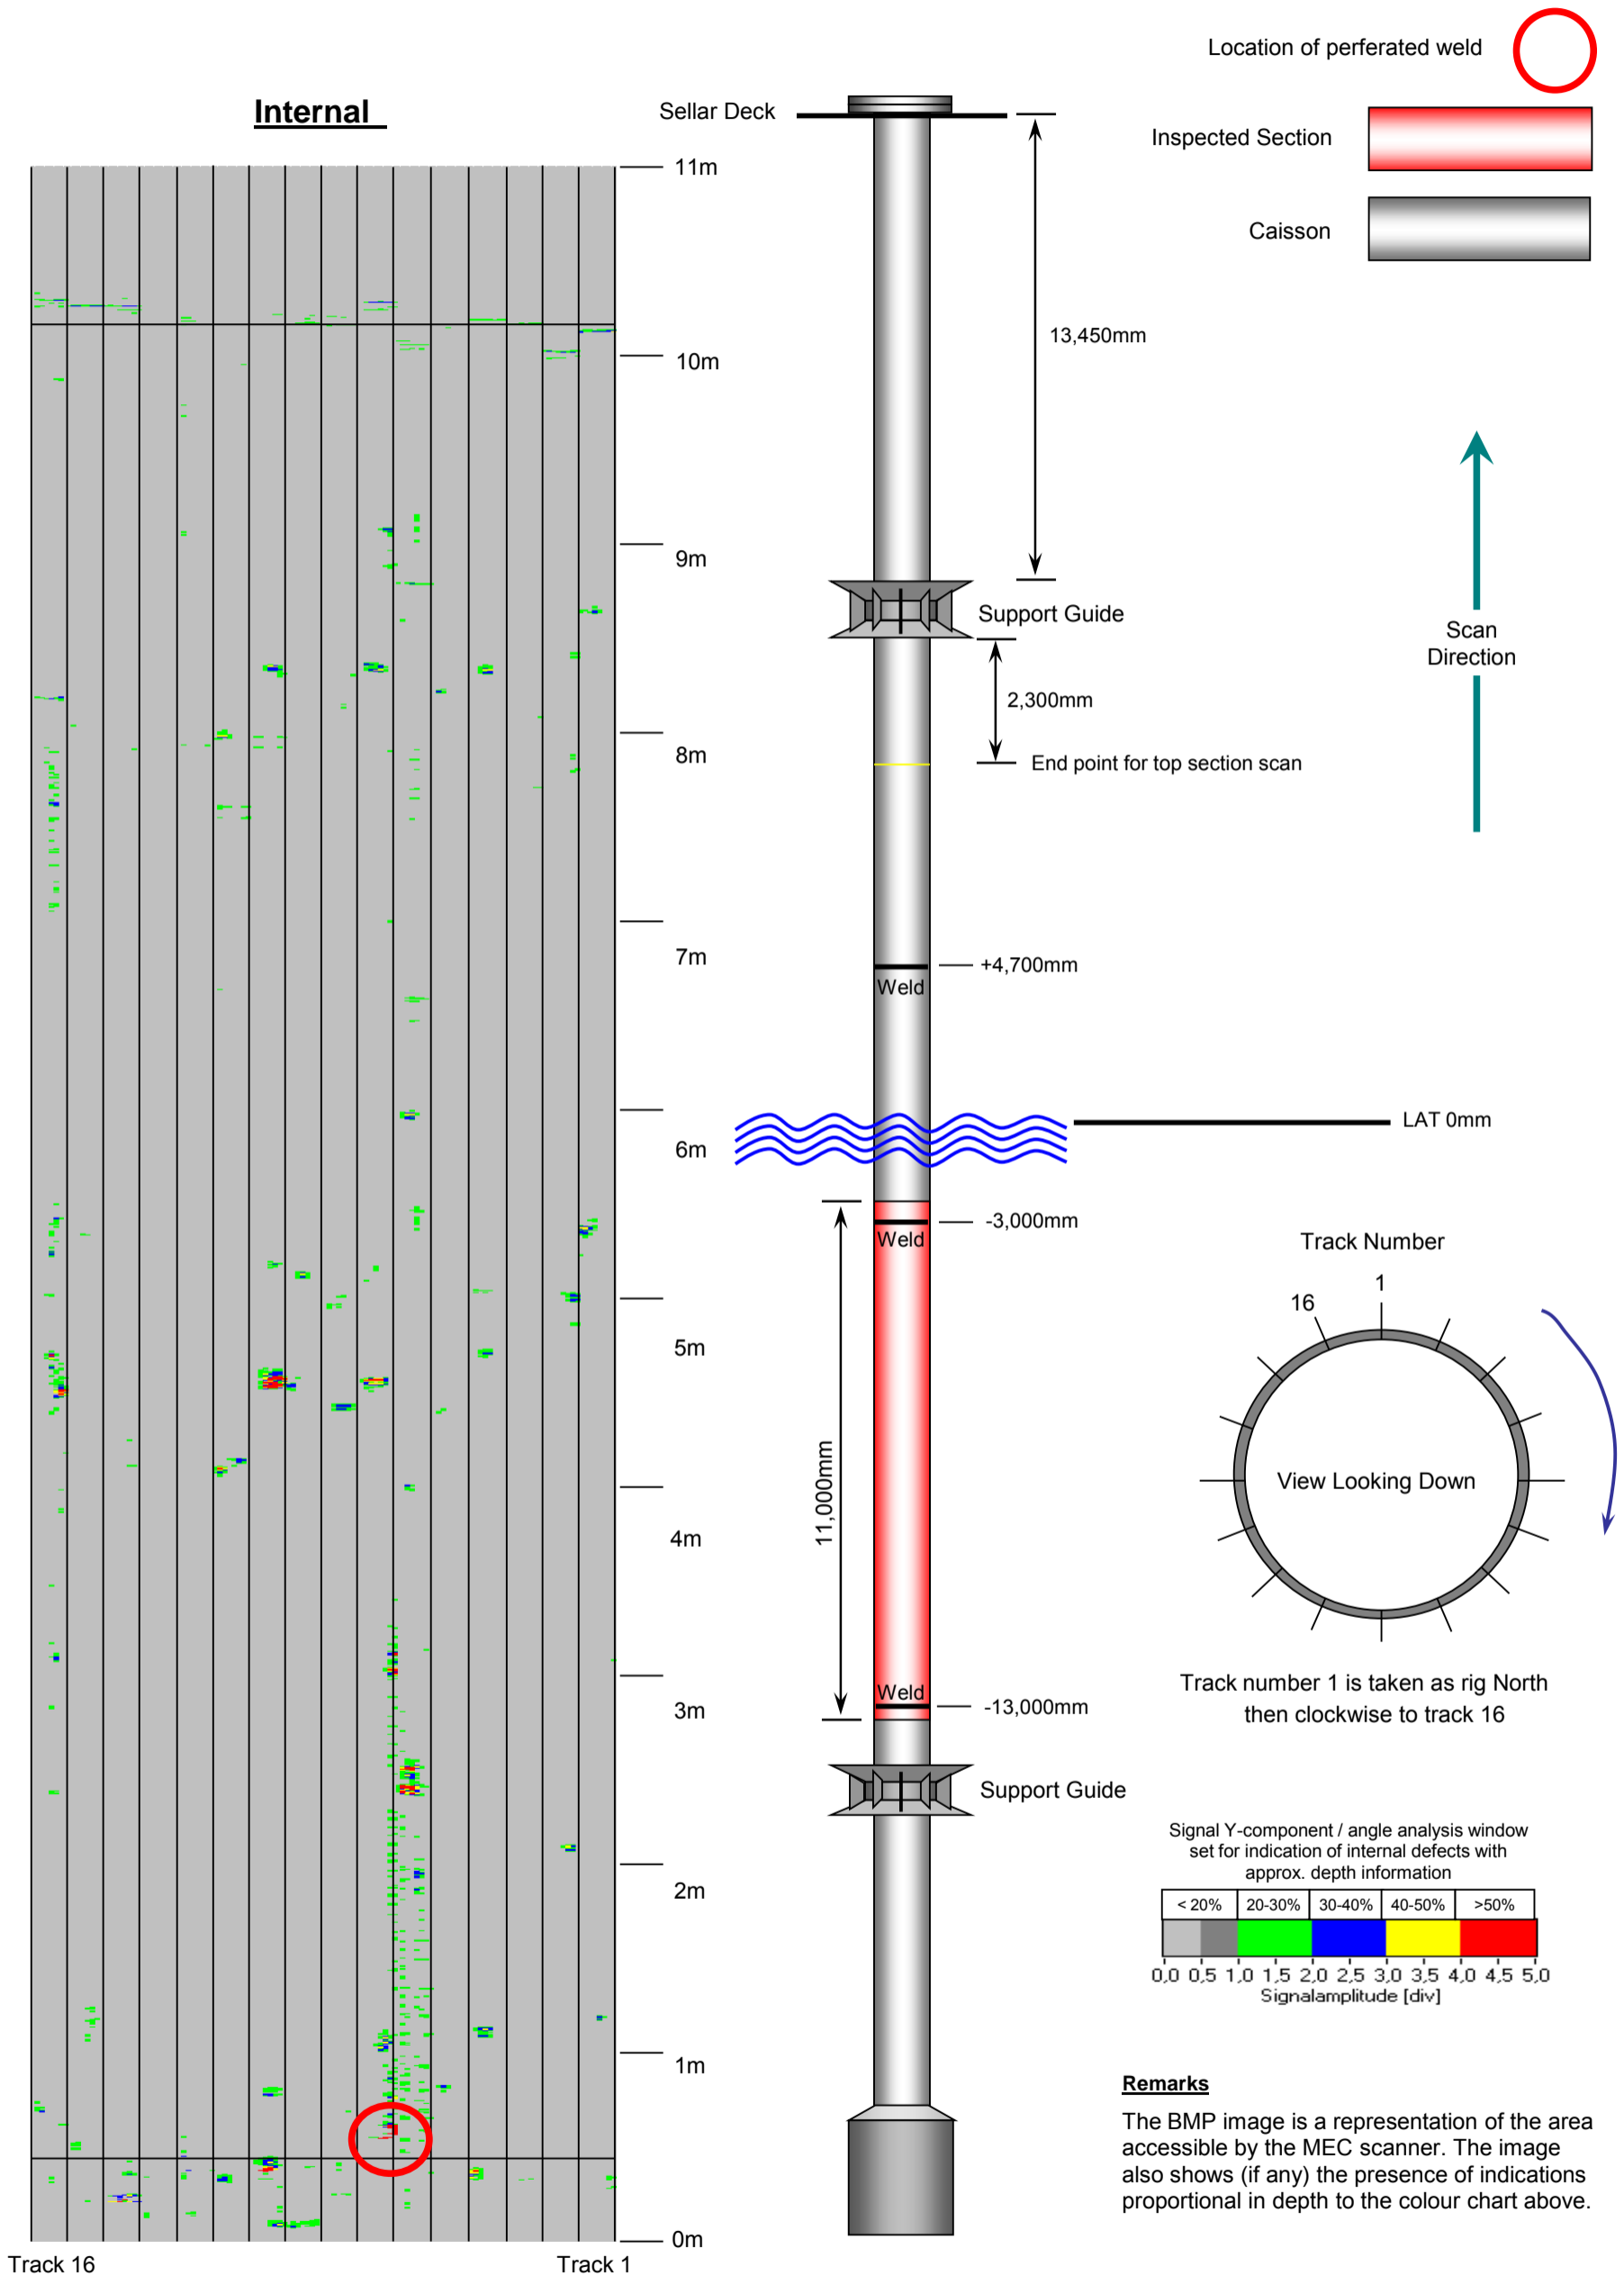 Location of perferated weld
Internal
Sellar Deck
Inspected Section
11m
Caisson
13,450mm
10m
9m
Support Guide
Scan
Direction
2,300mm
8m
End point for top section scan
7m
+4,700mm
Weld
LAT 0mm
6m
-3,000mm
Weld
Track Number
1
16
5m
11,000mm
View Looking Down
4m
Weld
-13,000mm
3m
Track number 1 is taken as rig North
then clockwise to track 16
Support Guide
Signal Y-component / angle analysis window
set for indication of internal defects with
approx. depth information
2m
< 20% 20-30% 30-40% 40-50% >50%
0,0 0,5 1,0 1,5 2,0 2,5 3,0 3,5 4,0 4,5 5,0
Signalamplitude [div]
1m
Remarks
The BMP image is a representation of the area
accessible by the MEC scanner. The image
also shows (if any) the presence of indications
proportional in depth to the colour chart above.
0m
Track 16
Track 1